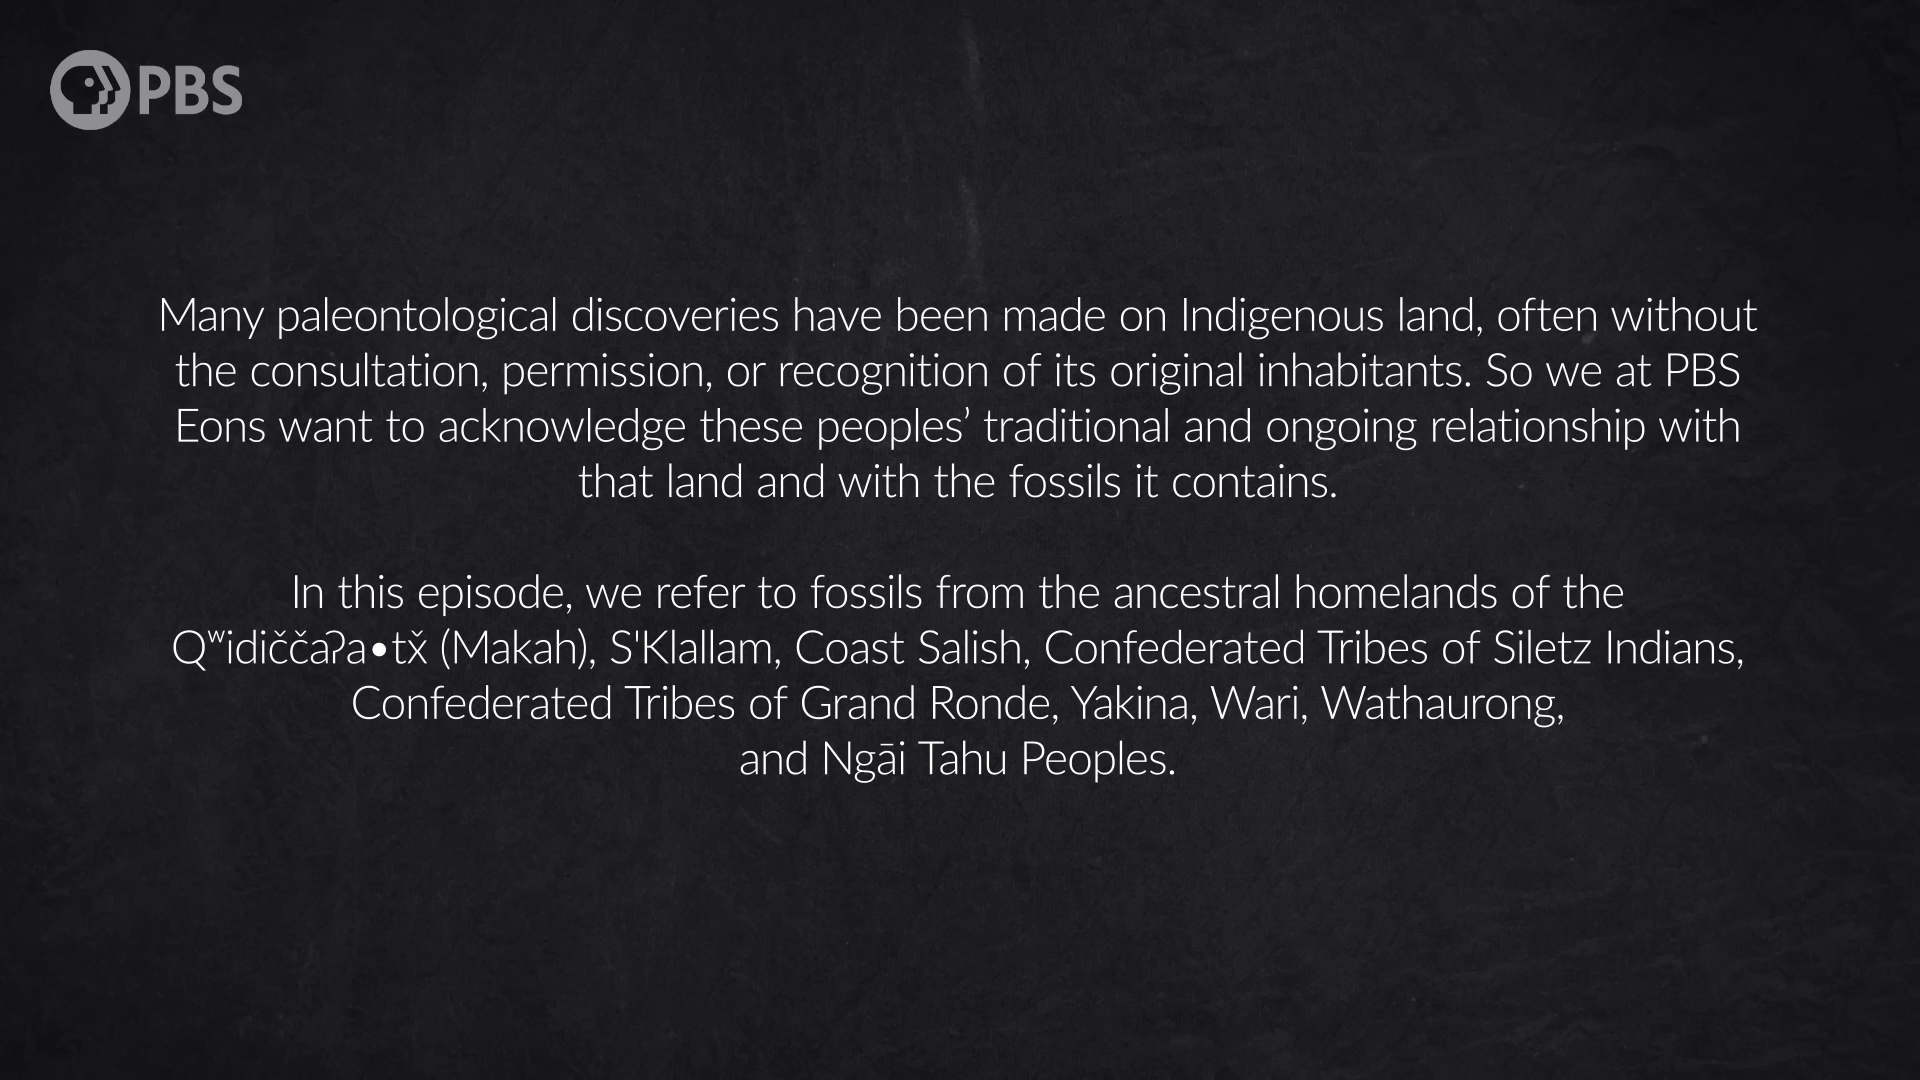 PBS
Many paleontological discoveries have been made on Indigenous land, often without
the consultation, permission, or recognition of its original inhabitants. So we at PBS
Eons want to acknowledge these peoples’ traditional and ongoing relationship with
that land and with the fossils it contains.
In this episode, we refer to fossils from the ancestral homelands of the
Qʷidiččaʔa•tx̌ (Makah), S'Klallam, Coast Salish, Confederated Tribes of Siletz Indians,
Confederated Tribes of Grand Ronde, Yakina, Wari, Wathaurong,
and Ngāi Tahu Peoples.